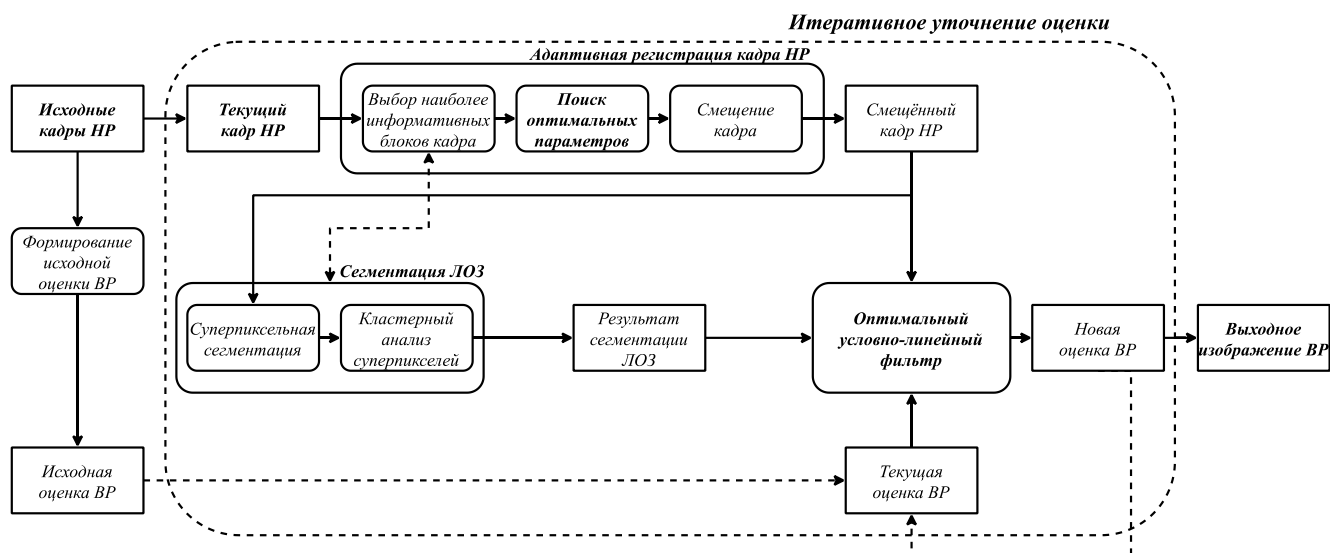 Итеративное уточнение оценки
Адаптивная регистрация кадра НР
Исходные
кадры НР
Текущий
кадр НР
Выбор наиболее
информативных
блоков кадра
Поиск
оптимальных
параметров
Смещение
кадра
Смещённый
кадр НР
Формирование
исходной
оценки ВР
Сегментация ЛОЗ
Суперпиксельная
сегментация
Кластерный
анализ
суперпикселей
Результат
сегментации
ЛОЗ
Оптимальный
условно-линейный
фильтр
Новая
оценка ВР
Выходное
изображение ВР
Исходная
оценка ВР
Текущая
оценка ВР